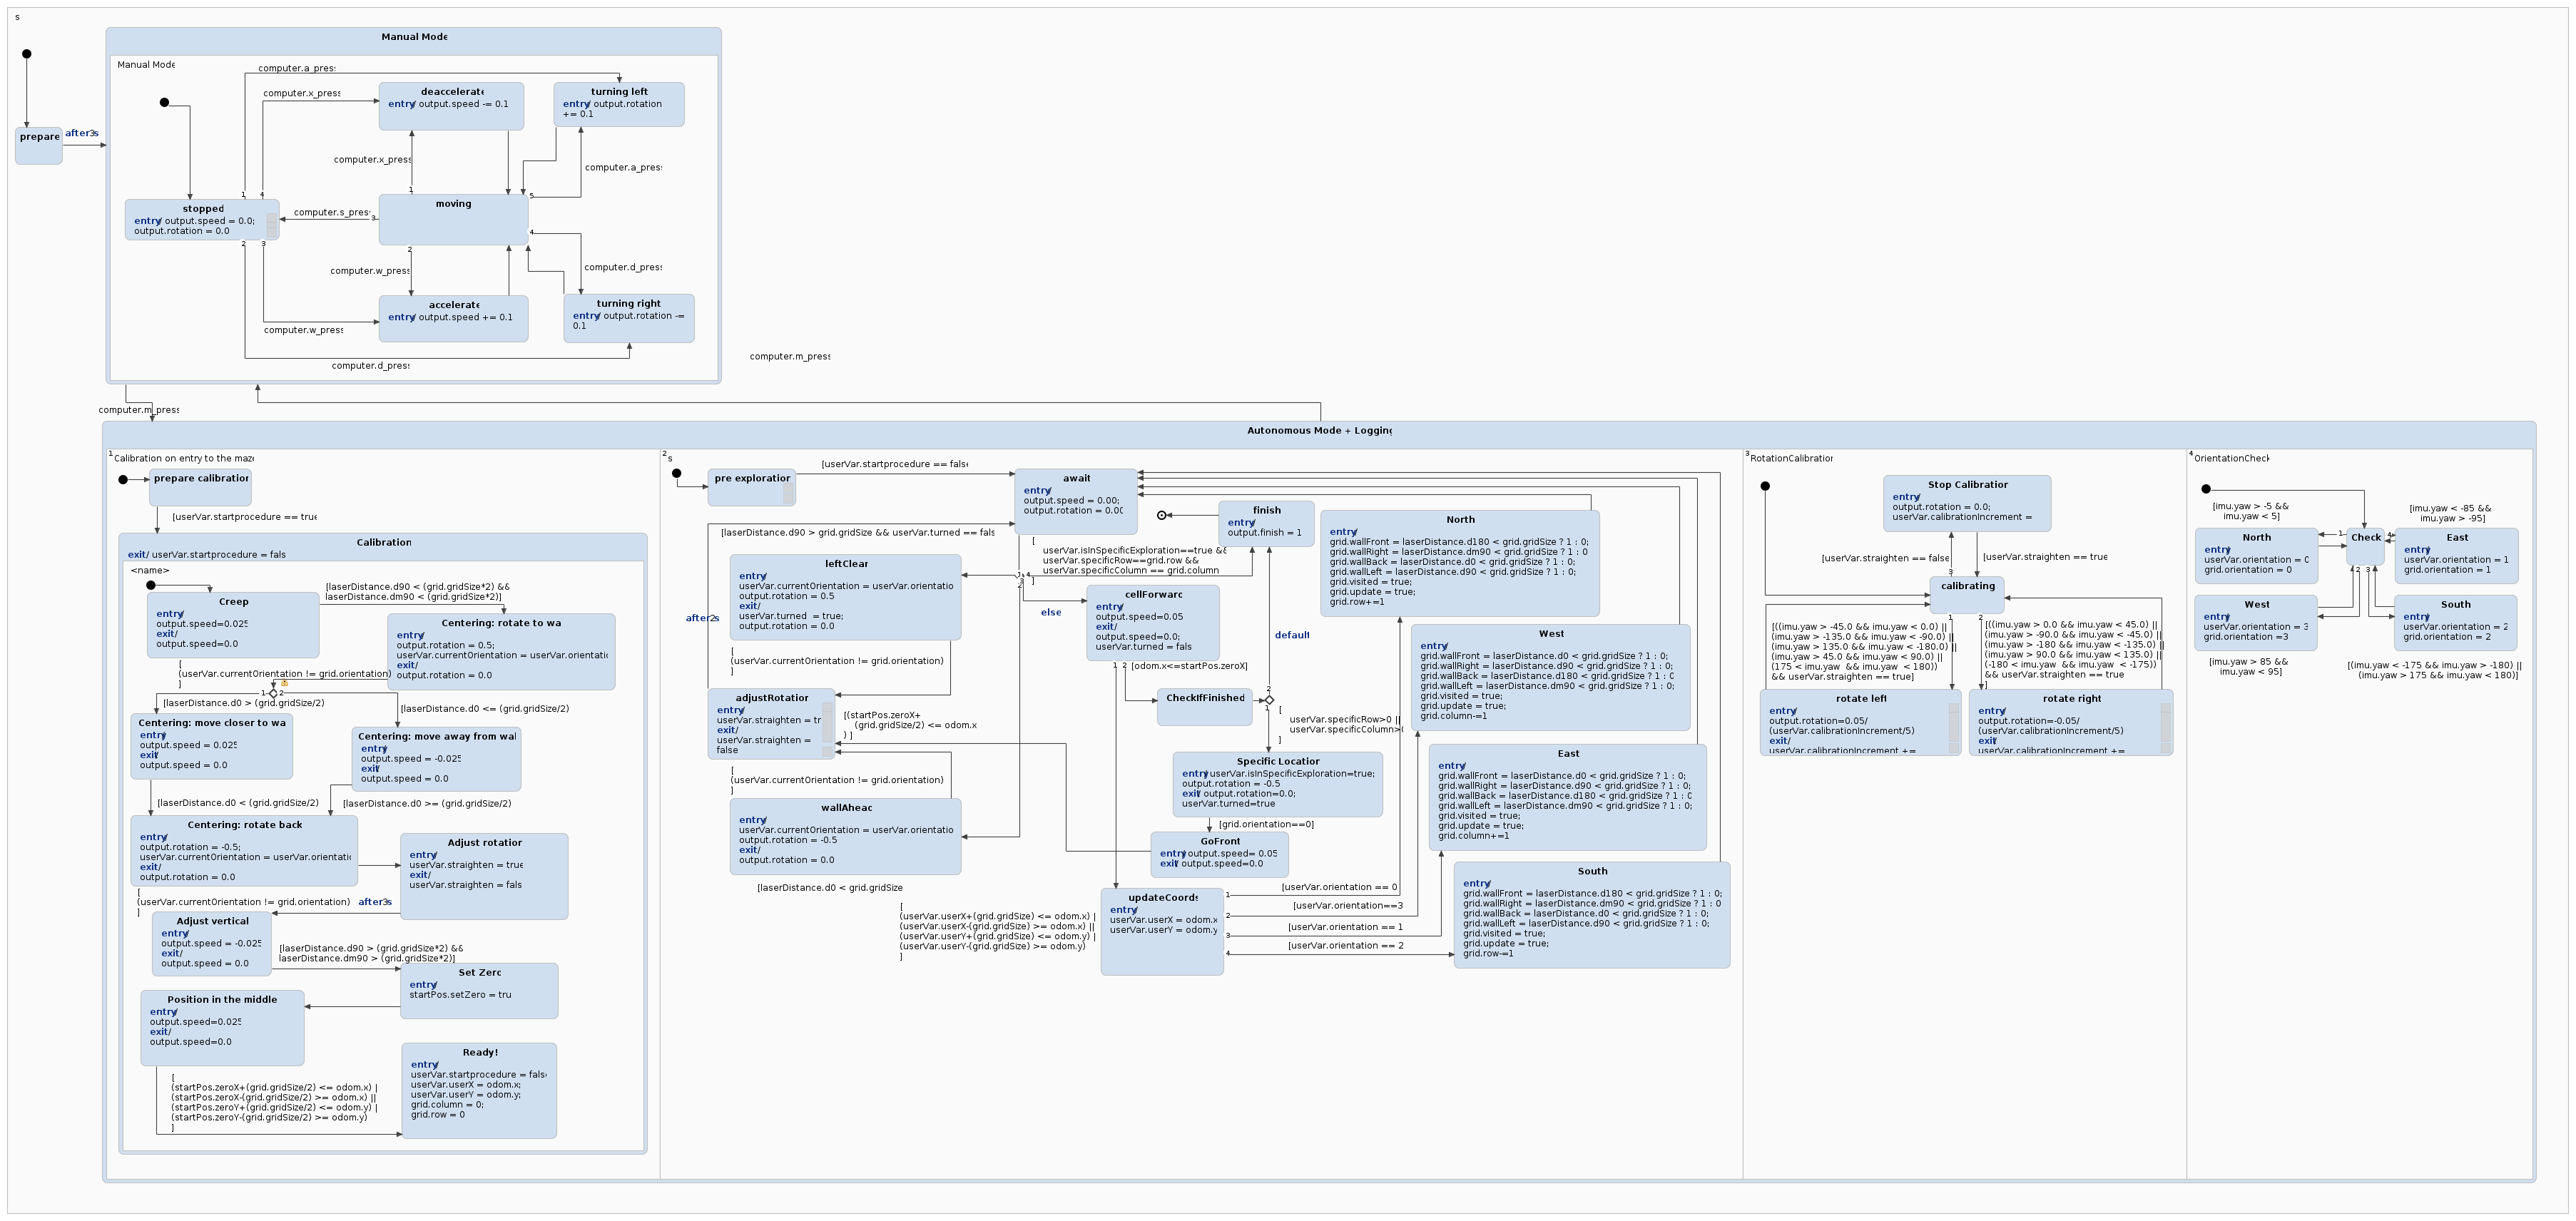 s
Manual Mode
Manual Mode
prepare
after 3s
computer.a_press
computer.x_press
deaccelerate
entry/ output.speed -= 0.1
turning left
entry/ output.rotation
+= 0.1
computer.x_press
computer.a_press
1
4
1
5
stopped
entry/ output.speed = 0.0;
output.rotation = 0.0
computer.s_press
3
moving
4
2
3
2
computer.w_press
computer.d_press
accelerate
entry/ output.speed += 0.1
turning right
entry/ output.rotation -=
0.1
computer.w_press
computer.d_press
computer.m_press
computer.m_press
Autonomous Mode + Logging
1
Calibration on entry to the maze
prepare calibration
[userVar.startprocedure == true
Calibration
exit/ userVar.startprocedure = fals
<name>
Creep
entry/
output.speed=0.025
exit/
output.speed=0.0
[laserDistance.d90 < (grid.gridSize*2) &&
laserDistance.dm90 < (grid.gridSize*2)]
Centering: rotate to wa
entry/
output.rotation = 0.5;
userVar.currentOrientation = userVar.orientatic
exit/
output.rotation = 0.0
[
(userVar.currentOrientation != grid.orientation)
]
1
2
[laserDistance.d0 > (grid.gridSize/2)
[laserDistance.d0 <= (grid.gridSize/2)
Centering: move closer to wa
entry/
output.speed = 0.025
exit/
output.speed = 0.0
Centering: move away from wal
entry/
output.speed = -0.025
exit/
output.speed = 0.0
[laserDistance.d0 < (grid.gridSize/2)
[laserDistance.d0 >= (grid.gridSize/2)
Centering: rotate back
entry/
output.rotation = -0.5;
userVar.currentOrientation = userVar.orientatic
exit/
output.rotation = 0.0
Adjust rotation
entry/
userVar.straighten = true
exit/
userVar.straighten = fals
[
(userVar.currentOrientation != grid.orientation)
]
after 3s
Adjust vertical
entry/
output.speed = -0.025
exit/
output.speed = 0.0
[laserDistance.d90 > (grid.gridSize*2) &&
laserDistance.dm90 > (grid.gridSize*2)]
Set Zero
entry/
startPos.setZero = tru
Position in the middle
entry/
output.speed=0.025
exit/
output.speed=0.0
[
(startPos.zeroX+(grid.gridSize/2) <= odom.x) |
(startPos.zeroX-(grid.gridSize/2) >= odom.x) ||
(startPos.zeroY+(grid.gridSize/2) <= odom.y) |
(startPos.zeroY-(grid.gridSize/2) >= odom.y)
]
Ready!
entry/
userVar.startprocedure = false
userVar.userX = odom.x;
userVar.userY = odom.y;
grid.column = 0;
grid.row = 0
2
s
pre exploration
[userVar.startprocedure == false
await
entry/
output.speed = 0.00;
output.rotation = 0.00
[laserDistance.d90 > grid.gridSize && userVar.turned == fals
[
userVar.isInSpecificExploration==true &&
userVar.specificRow==grid.row &&
userVar.specificColumn == grid.column
]
finish
entry/
output.finish = 1
leftClear
entry/
userVar.currentOrientation = userVar.orientatio
output.rotation = 0.5
exit/
userVar.turned  = true;
output.rotation = 0.0
1
4
3
2
else
after 2s
cellForward
entry/
output.speed=0.05
exit/
output.speed=0.0;
userVar.turned = fals
default
[
(userVar.currentOrientation != grid.orientation)
]
1
2
[odom.x<=startPos.zeroX]
adjustRotation
entry/
userVar.straighten = tr
exit/
userVar.straighten =
false
[(startPos.zeroX+
(grid.gridSize/2) <= odom.x
) ]
CheckIfFinished
2
1
[
userVar.specificRow>0 ||
userVar.specificColumn>(
]
Specific Location
entry/ userVar.isInSpecificExploration=true;
output.rotation = -0.5
exit/ output.rotation=0.0;
userVar.turned=true
[
(userVar.currentOrientation != grid.orientation)
]
wallAhead
entry/
userVar.currentOrientation = userVar.orientatio
output.rotation = -0.5
exit/
output.rotation = 0.0
[grid.orientation==0]
GoFront
entry/ output.speed= 0.05
exit/ output.speed=0.0
[laserDistance.d0 < grid.gridSize
[
(userVar.userX+(grid.gridSize) <= odom.x) |
(userVar.userX-(grid.gridSize) >= odom.x) ||
(userVar.userY+(grid.gridSize) <= odom.y) |
(userVar.userY-(grid.gridSize) >= odom.y)
]
updateCoords
entry/
userVar.userX = odom.x
userVar.userY = odom.y
1
[userVar.orientation == 0
2
[userVar.orientation==3
3
[userVar.orientation == 1
4
[userVar.orientation == 2
North
entry/
grid.wallFront = laserDistance.d180 < grid.gridSize ? 1 : 0;
grid.wallRight = laserDistance.dm90 < grid.gridSize ? 1 : 0
grid.wallBack = laserDistance.d0 < grid.gridSize ? 1 : 0;
grid.wallLeft = laserDistance.d90 < grid.gridSize ? 1 : 0;
grid.visited = true;
grid.update = true;
grid.row+=1
West
entry/
grid.wallFront = laserDistance.d0 < grid.gridSize ? 1 : 0;
grid.wallRight = laserDistance.d90 < grid.gridSize ? 1 : 0;
grid.wallBack = laserDistance.d180 < grid.gridSize ? 1 : 0
grid.wallLeft = laserDistance.dm90 < grid.gridSize ? 1 : 0;
grid.visited = true;
grid.update = true;
grid.column-=1
East
entry/
grid.wallFront = laserDistance.d0 < grid.gridSize ? 1 : 0;
grid.wallRight = laserDistance.d90 < grid.gridSize ? 1 : 0;
grid.wallBack = laserDistance.d180 < grid.gridSize ? 1 : 0
grid.wallLeft = laserDistance.dm90 < grid.gridSize ? 1 : 0;
grid.visited = true;
grid.update = true;
grid.column+=1
South
entry/
grid.wallFront = laserDistance.d180 < grid.gridSize ? 1 : 0;
grid.wallRight = laserDistance.dm90 < grid.gridSize ? 1 : 0
grid.wallBack = laserDistance.d0 < grid.gridSize ? 1 : 0;
grid.wallLeft = laserDistance.d90 < grid.gridSize ? 1 : 0;
grid.visited = true;
grid.update = true;
grid.row-=1
3
RotationCalibration
Stop Calibration
entry/
output.rotation = 0.0;
userVar.calibrationIncrement =
[userVar.straighten == false
[userVar.straighten == true
3
calibrating
1
2
[((imu.yaw > -45.0 && imu.yaw < 0.0) ||
(imu.yaw > -135.0 && imu.yaw < -90.0) ||
(imu.yaw > 135.0 && imu.yaw < -180.0) ||
(imu.yaw > 45.0 && imu.yaw < 90.0) ||
(175 < imu.yaw  && imu.yaw  < 180))
&& userVar.straighten == true]
[((imu.yaw > 0.0 && imu.yaw < 45.0) ||
(imu.yaw > -90.0 && imu.yaw < -45.0) ||
(imu.yaw > -180 && imu.yaw < -135.0) ||
(imu.yaw > 90.0 && imu.yaw < 135.0) ||
(-180 < imu.yaw  && imu.yaw  < -175))
&& userVar.straighten == true
]
rotate left
entry/
output.rotation=0.05/
(userVar.calibrationIncrement/5)
exit/
userVar.calibrationIncrement +=
rotate right
entry/
output.rotation=-0.05/
(userVar.calibrationIncrement/5)
exit/
userVar.calibrationIncrement +=
4
OrientationCheck
[imu.yaw > -5 &&
imu.yaw < 5]
[imu.yaw < -85 &&
imu.yaw > -95]
North
entry/
userVar.orientation = 0
grid.orientation = 0
1
Check
4
2
3
East
entry/
userVar.orientation = 1
grid.orientation = 1
West
entry/
userVar.orientation = 3
grid.orientation =3
South
entry/
userVar.orientation = 2
grid.orientation = 2
[imu.yaw > 85 &&
imu.yaw < 95]
[(imu.yaw < -175 && imu.yaw > -180) ||
(imu.yaw > 175 && imu.yaw < 180)]